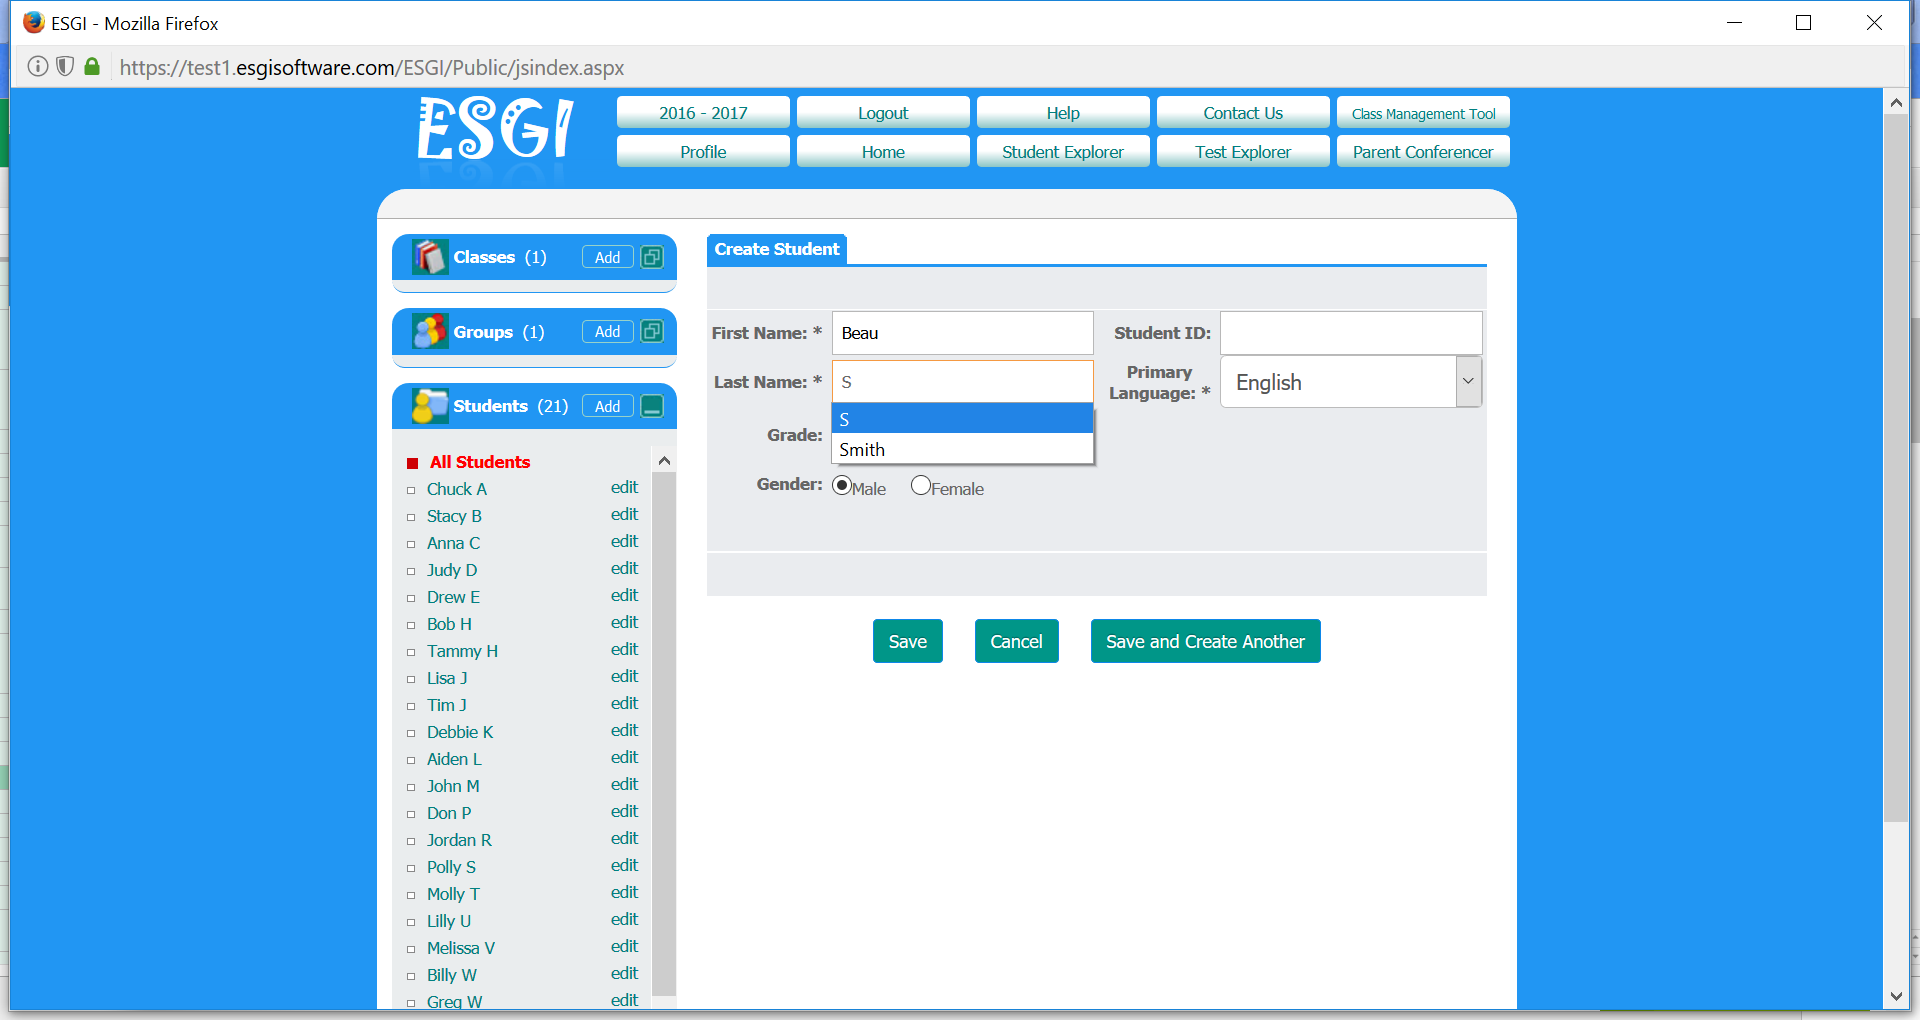 ESGI - Mozilla Firefox
https://test1.esgisoftware.com/ESGI/Public/jsindex.aspx
ESGI
2016 - 2017 Logout Help Contact Us Class Management Tool
Profile Home Student Explorer Test Explorer Parent Conferencer
Classes (1) Add
Groups (1) Add
Students (21) Add
All Students
Chuck A edit
Stacy B edit
Anna C edit
Judy D edit
Drew E edit
Bob H edit
Tammy H edit
Lisa J edit
Tim J edit
Debbie K edit
Aiden L edit
John M edit
Don P edit
Jordan R edit
Polly S edit
Molly T edit
Lilly U edit
Melissa V edit
Billy W edit
Greg W edit
Create Student
First Name: * Beau Student ID:
Last Name: * S Primary Language: * English
S
Smith
Grade:
Gender: Male Female
Save Cancel Save and Create Another